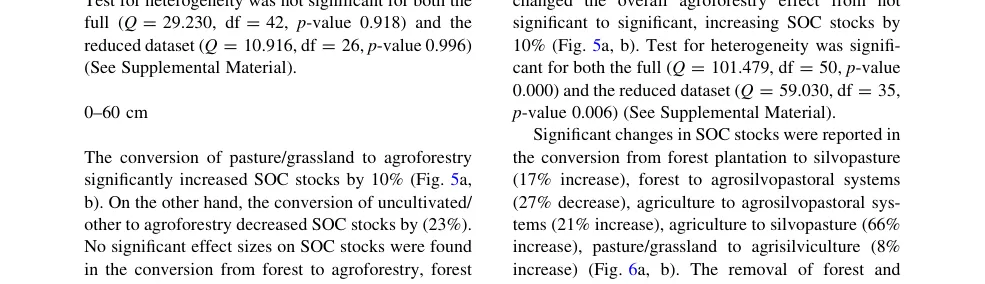 Test for heterogeneity was not significant for both the
full (Q = 29.230, df = 42, p-value 0.918) and the
reduced dataset (Q = 10.916, df = 26, p-value 0.996)
(See Supplemental Material).
0–60 cm
The conversion of pasture/grassland to agroforestry
significantly increased SOC stocks by 10% (Fig. 5a,
b). On the other hand, the conversion of uncultivated/
other to agroforestry decreased SOC stocks by (23%).
No significant effect sizes on SOC stocks were found
in the conversion from forest to agroforestry, forest
changed the overall agroforestry effect from not
significant to significant, increasing SOC stocks by
10% (Fig. 5a, b). Test for heterogeneity was signifi-
cant for both the full (Q = 101.479, df = 50, p-value
0.000) and the reduced dataset (Q = 59.030, df = 35,
p-value 0.006) (See Supplemental Material).
Significant changes in SOC stocks were reported in
the conversion from forest plantation to silvopasture
(17% increase), forest to agrosilvopastoral systems
(27% decrease), agriculture to agrosilvopastoral sys-
tems (21% increase), agriculture to silvopasture (66%
increase), pasture/grassland to agrisilviculture (8%
increase) (Fig. 6a, b). The removal of forest and